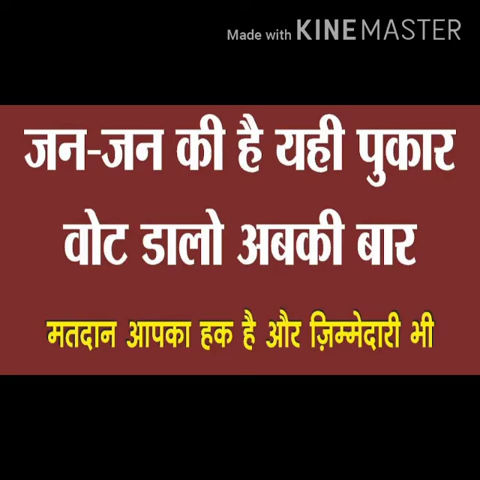 Made with KINEMASTER
जन-जन की है यही पुकार
वोट डालो अबकी बार
मतदान आपका हक है और ज़िम्मेदारी भी